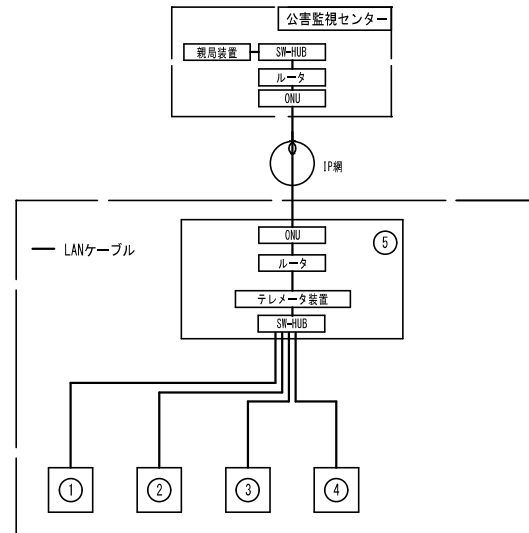 公害監視センター
親局装置
SW-HUB
ルータ
ONU
IP網
ONU
⑤
LANケーブル
ルータ
テレメータ装置
SW-HUB
①
②
③
④